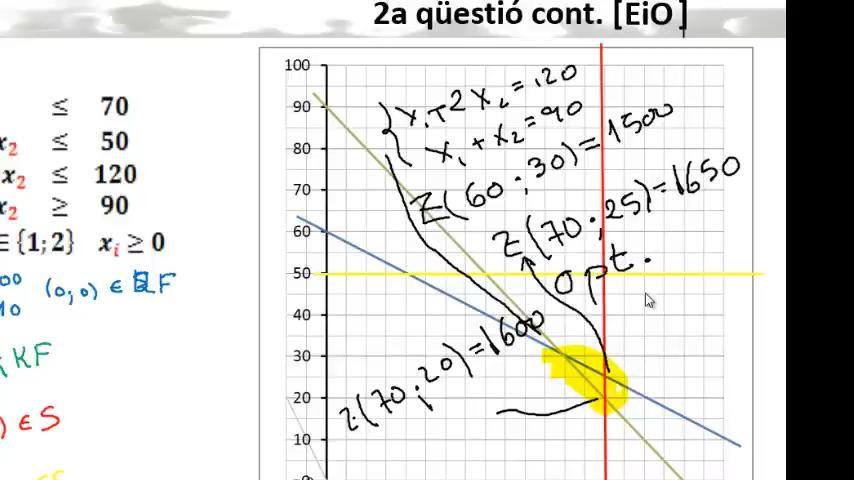 2a qüestió cont. [EiO]
≤ 70
x₂ ≤ 50
x₂ ≤ 120
x₂ ≥ 90
∈ {1;2} xᵢ ≥ 0
(0,0) ∈ RF
KF
) ∈ S
100
90
80
70
60
50
40
30
20
10
x₁+2x₂=120
x₁+x₂=90
Z(60;30)=1500
Z(70;25)=1650
opt.
Z(70;20)=1600